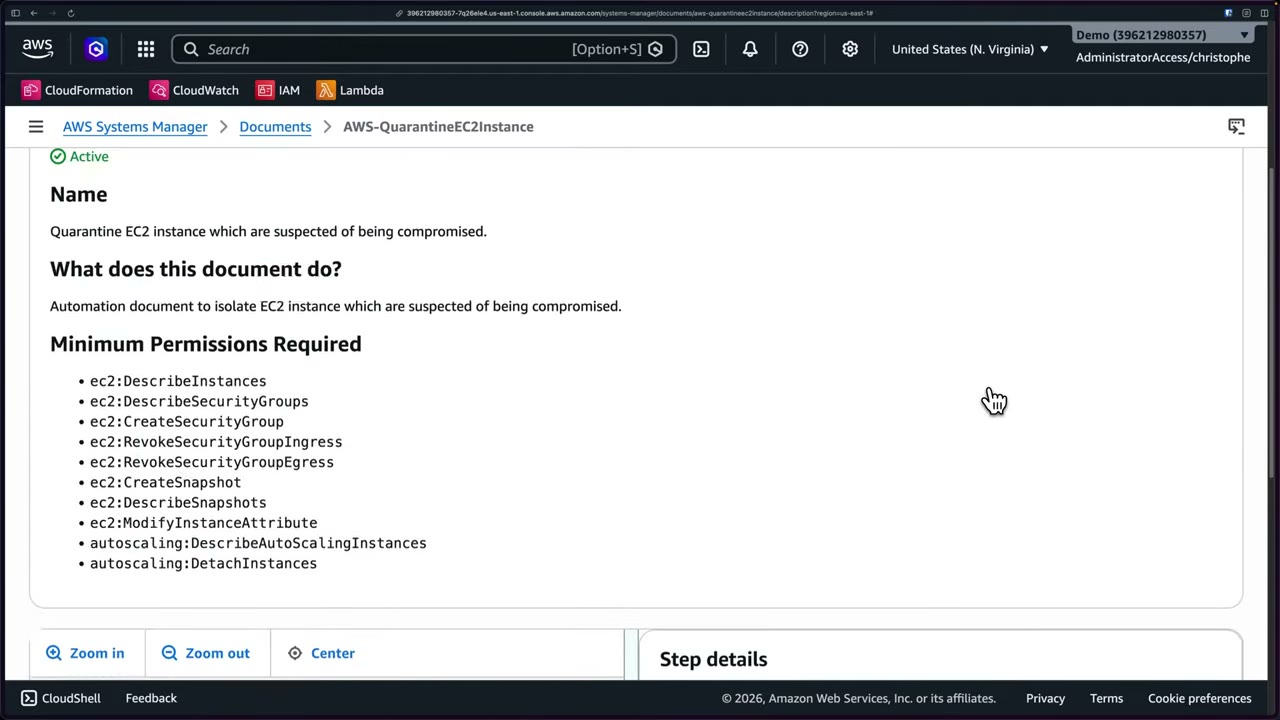 396212980357-7q26ele4.us-east-1.console.aws.amazon.com/systems-manager/documents/aws-quarantineec2instance/description?region=us-east-1#
aws
Search
[Option+S]
United States (N. Virginia)
Demo (396212980357)
AdministratorAccess/christophe
CloudFormation
CloudWatch
IAM
Lambda
AWS Systems Manager
Documents
AWS-QuarantineEC2Instance
Active
Name
Quarantine EC2 instance which are suspected of being compromised.
What does this document do?
Automation document to isolate EC2 instance which are suspected of being compromised.
Minimum Permissions Required
• ec2:DescribeInstances
• ec2:DescribeSecurityGroups
• ec2:CreateSecurityGroup
• ec2:RevokeSecurityGroupIngress
• ec2:RevokeSecurityGroupEgress
• ec2:CreateSnapshot
• ec2:DescribeSnapshots
• ec2:ModifyInstanceAttribute
• autoscaling:DescribeAutoScalingInstances
• autoscaling:DetachInstances
Zoom in
Zoom out
Center
Step details
CloudShell
Feedback
© 2026, Amazon Web Services, Inc. or its affiliates.
Privacy
Terms
Cookie preferences